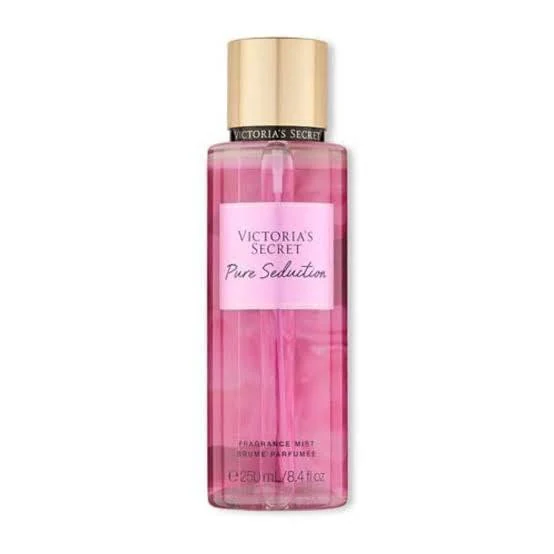 VICTORIA'S SECRET
VICTORIA'S
SECRET
Pure Seduction
FRAGRANCE MIST
BRUME PARFUMÉE
℮ 250 mL/8.4 fl oz